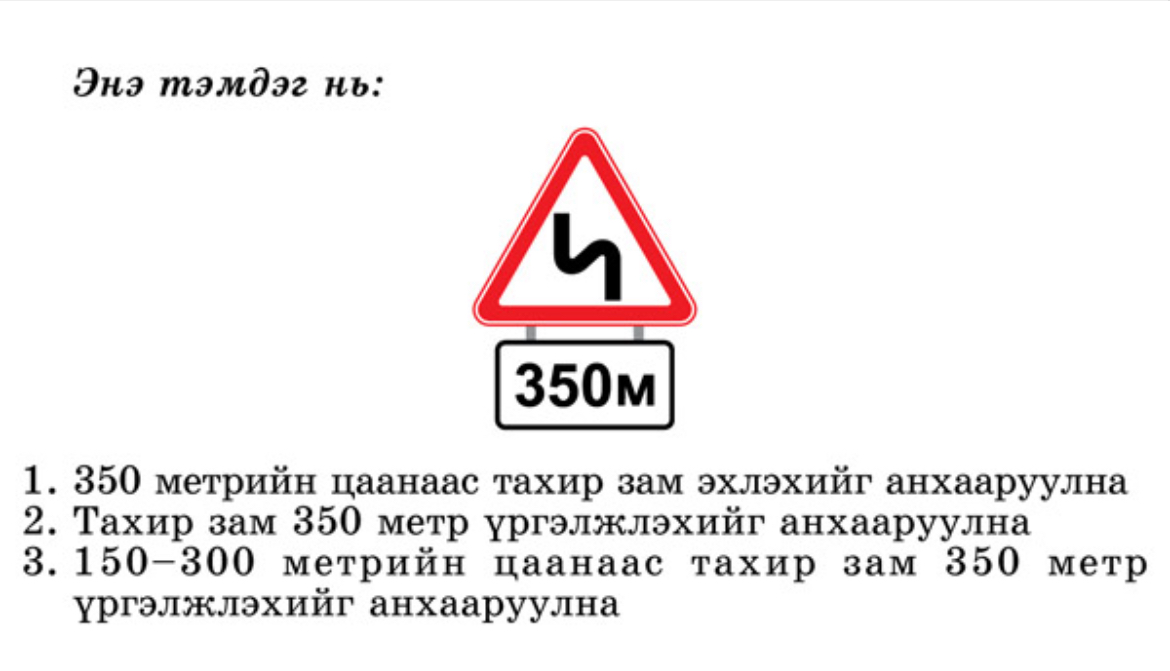 Энэ тэмдэг нь:
350м
1. 350 метрийн цаанаас тахир зам эхлэхийг анхааруулна
2. Тахир зам 350 метр үргэлжлэхийг анхааруулна
3. 150–300 метрийн цаанаас тахир зам 350 метр
үргэлжлэхийг анхааруулна